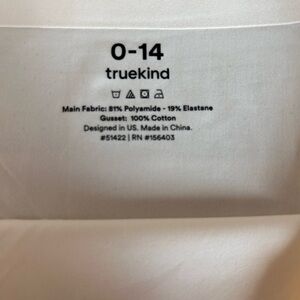 0-14
truekind
Main Fabric: 81% Polyamide - 19% Elastane
Gusset: 100% Cotton
Designed in US. Made in China.
#51422 | RN #156403